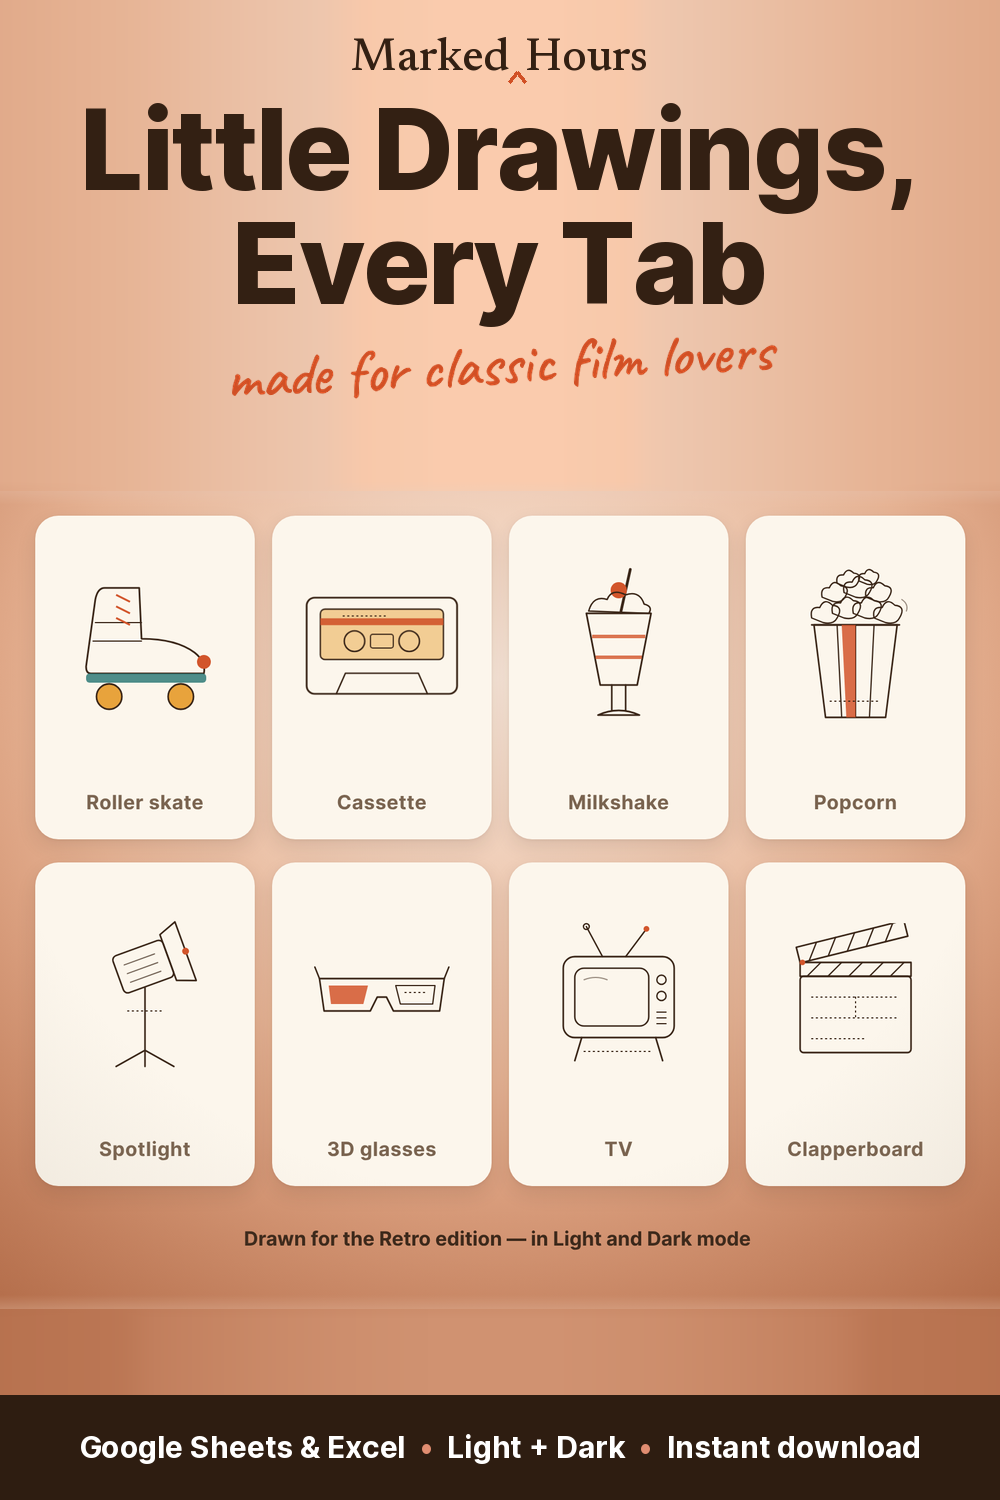 Marked Hours
Little Drawings,
Every Tab
made for classic film lovers
Roller skate
Cassette
Milkshake
Popcorn
Spotlight
3D glasses
TV
Clapperboard
Drawn for the Retro edition — in Light and Dark mode
Google Sheets & Excel • Light + Dark • Instant download